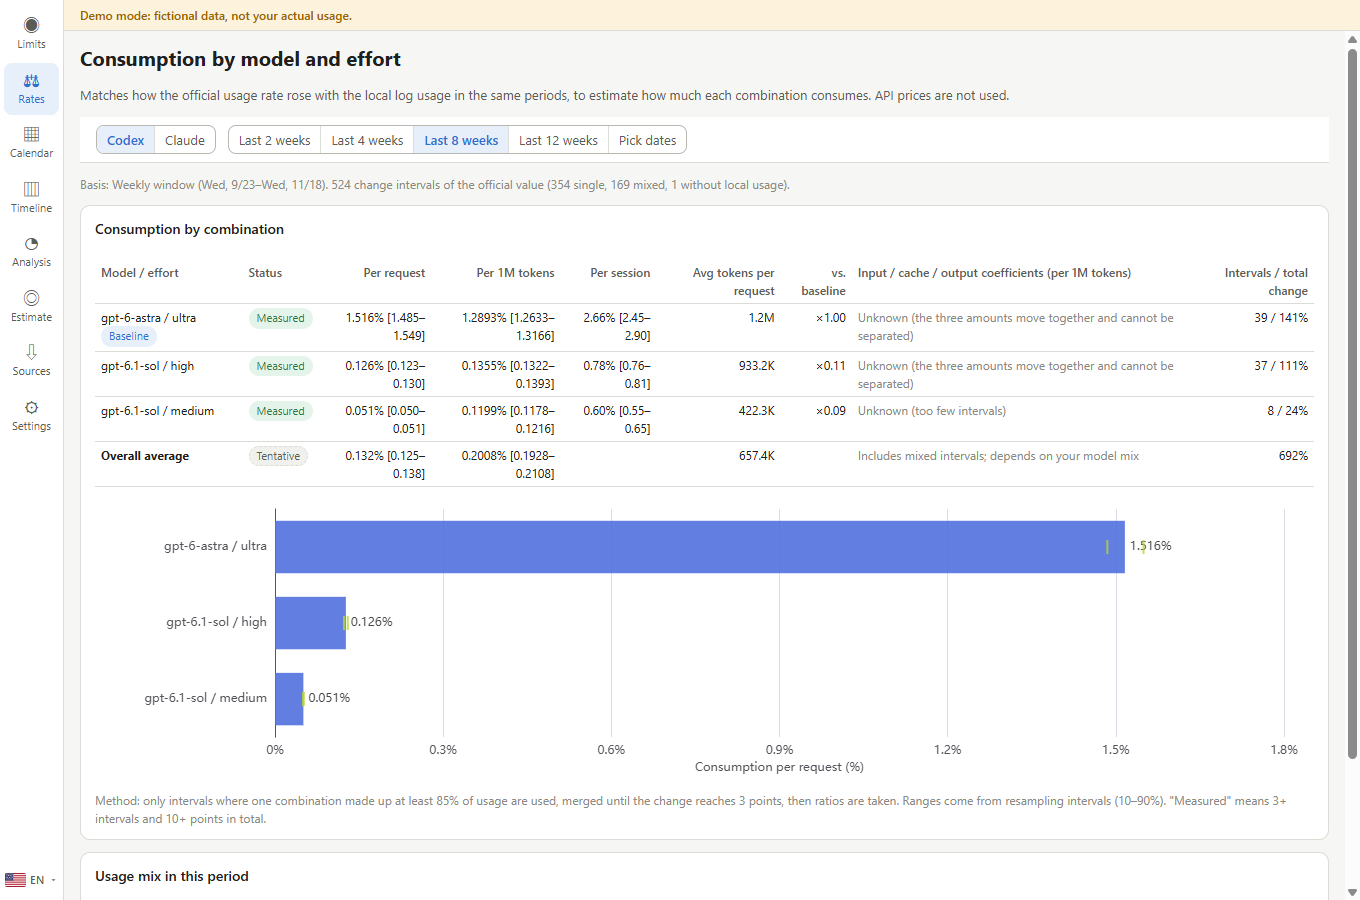 Demo mode: fictional data, not your actual usage.
Limits
Rates
Calendar
Timeline
Analysis
Estimate
Sources
Settings
EN
Consumption by model and effort
Matches how the official usage rate rose with the local log usage in the same periods, to estimate how much each combination consumes. API prices are not used.
Codex Claude Last 2 weeks Last 4 weeks Last 8 weeks Last 12 weeks Pick dates
Basis: Weekly window (Wed, 9/23–Wed, 11/18). 524 change intervals of the official value (354 single, 169 mixed, 1 without local usage).
Consumption by combination
Model / effort Status Per request Per 1M tokens Per session Avg tokens per vs. Input / cache / output coefficients (per 1M tokens) Intervals / total
request baseline change
gpt-6-astra / ultra Measured 1.516% [1.485– 1.2893% [1.2633– 2.66% [2.45– 1.2M ×1.00 Unknown (the three amounts move together and cannot be 39 / 141%
Baseline 1.549] 1.3166] 2.90] separated)
gpt-6.1-sol / high Measured 0.126% [0.123– 0.1355% [0.1322– 0.78% [0.76– 933.2K ×0.11 Unknown (the three amounts move together and cannot be 37 / 111%
0.130] 0.1393] 0.81] separated)
gpt-6.1-sol / medium Measured 0.051% [0.050– 0.1199% [0.1178– 0.60% [0.55– 422.3K ×0.09 Unknown (too few intervals) 8 / 24%
0.051] 0.1216] 0.65]
Overall average Tentative 0.132% [0.125– 0.2008% [0.1928– 657.4K Includes mixed intervals; depends on your model mix 692%
0.138] 0.2108]
gpt-6-astra / ultra 1.516%
gpt-6.1-sol / high 0.126%
gpt-6.1-sol / medium 0.051%
0% 0.3% 0.6% 0.9% 1.2% 1.5% 1.8%
Consumption per request (%)
Method: only intervals where one combination made up at least 85% of usage are used, merged until the change reaches 3 points, then ratios are taken. Ranges come from resampling intervals (10–90%). "Measured" means 3+
intervals and 10+ points in total.
Usage mix in this period